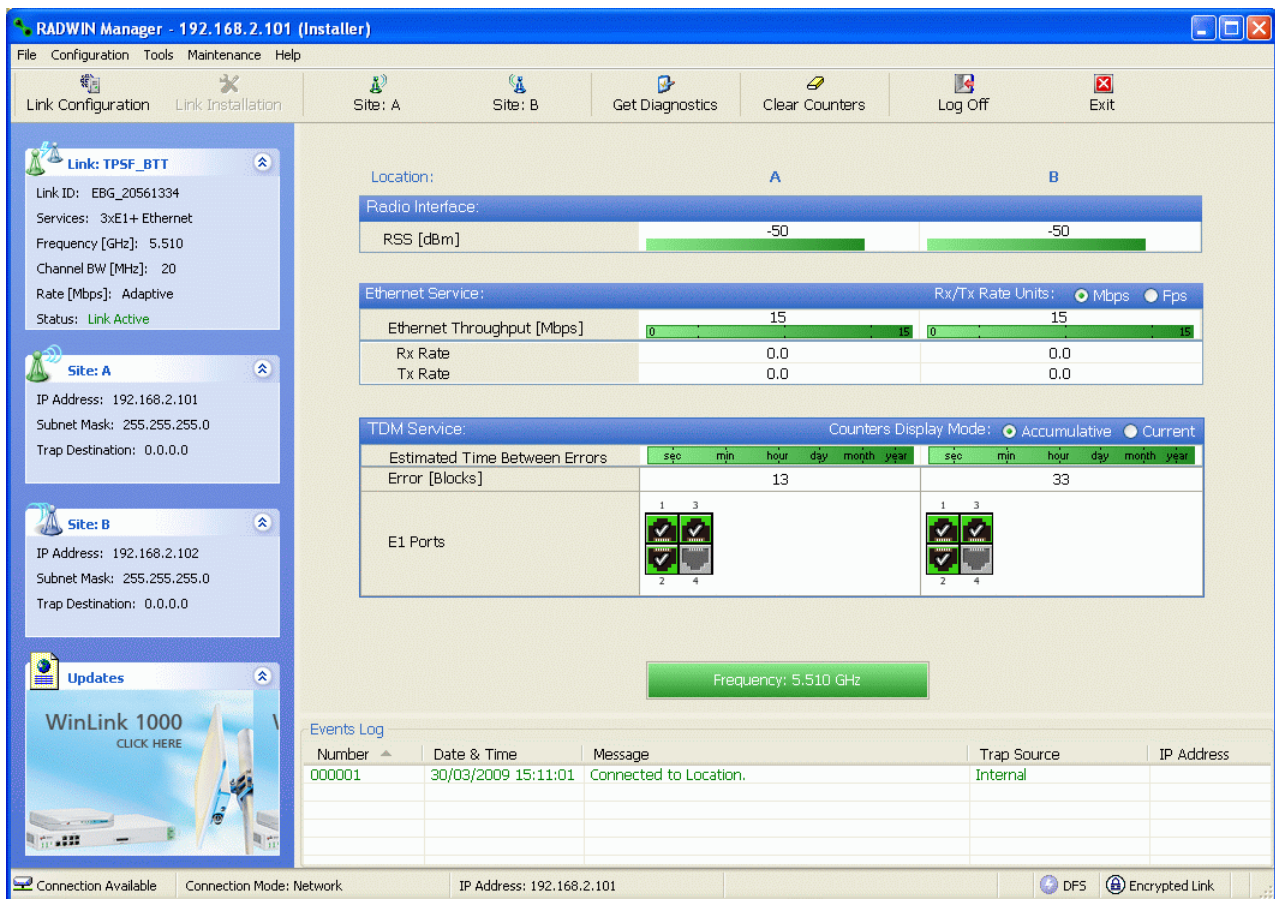 RADWIN Manager - 192.168.2.101 (Installer)
File Configuration Tools Maintenance Help
Link Configuration Link Installation Site: A Site: B Get Diagnostics Clear Counters Log Off Exit
Link: TPSF_BTT
Link ID: EBG_20561334
Services: 3xE1+ Ethernet
Frequency [GHz]: 5.510
Channel BW [MHz]: 20
Rate [Mbps]: Adaptive
Status: Link Active
Site: A
IP Address: 192.168.2.101
Subnet Mask: 255.255.255.0
Trap Destination: 0.0.0.0
Site: B
IP Address: 192.168.2.102
Subnet Mask: 255.255.255.0
Trap Destination: 0.0.0.0
Updates
WinLink 1000
CLICK HERE
Location: A B
Radio Interface:
RSS [dBm] -50 -50
Ethernet Service: Rx/Tx Rate Units: Mbps Fps
Ethernet Throughput [Mbps] 15 15
0 15 0 15
Rx Rate 0.0 0.0
Tx Rate 0.0 0.0
TDM Service: Counters Display Mode: Accumulative Current
Estimated Time Between Errors sec min hour day month year sec min hour day month year
Error [Blocks] 13 33
1 3 1 3
E1 Ports
2 4 2 4
Frequency: 5.510 GHz
Events Log
Number Date & Time Message Trap Source IP Address
000001 30/03/2009 15:11:01 Connected to Location. Internal
Connection Available Connection Mode: Network IP Address: 192.168.2.101 DFS Encrypted Link